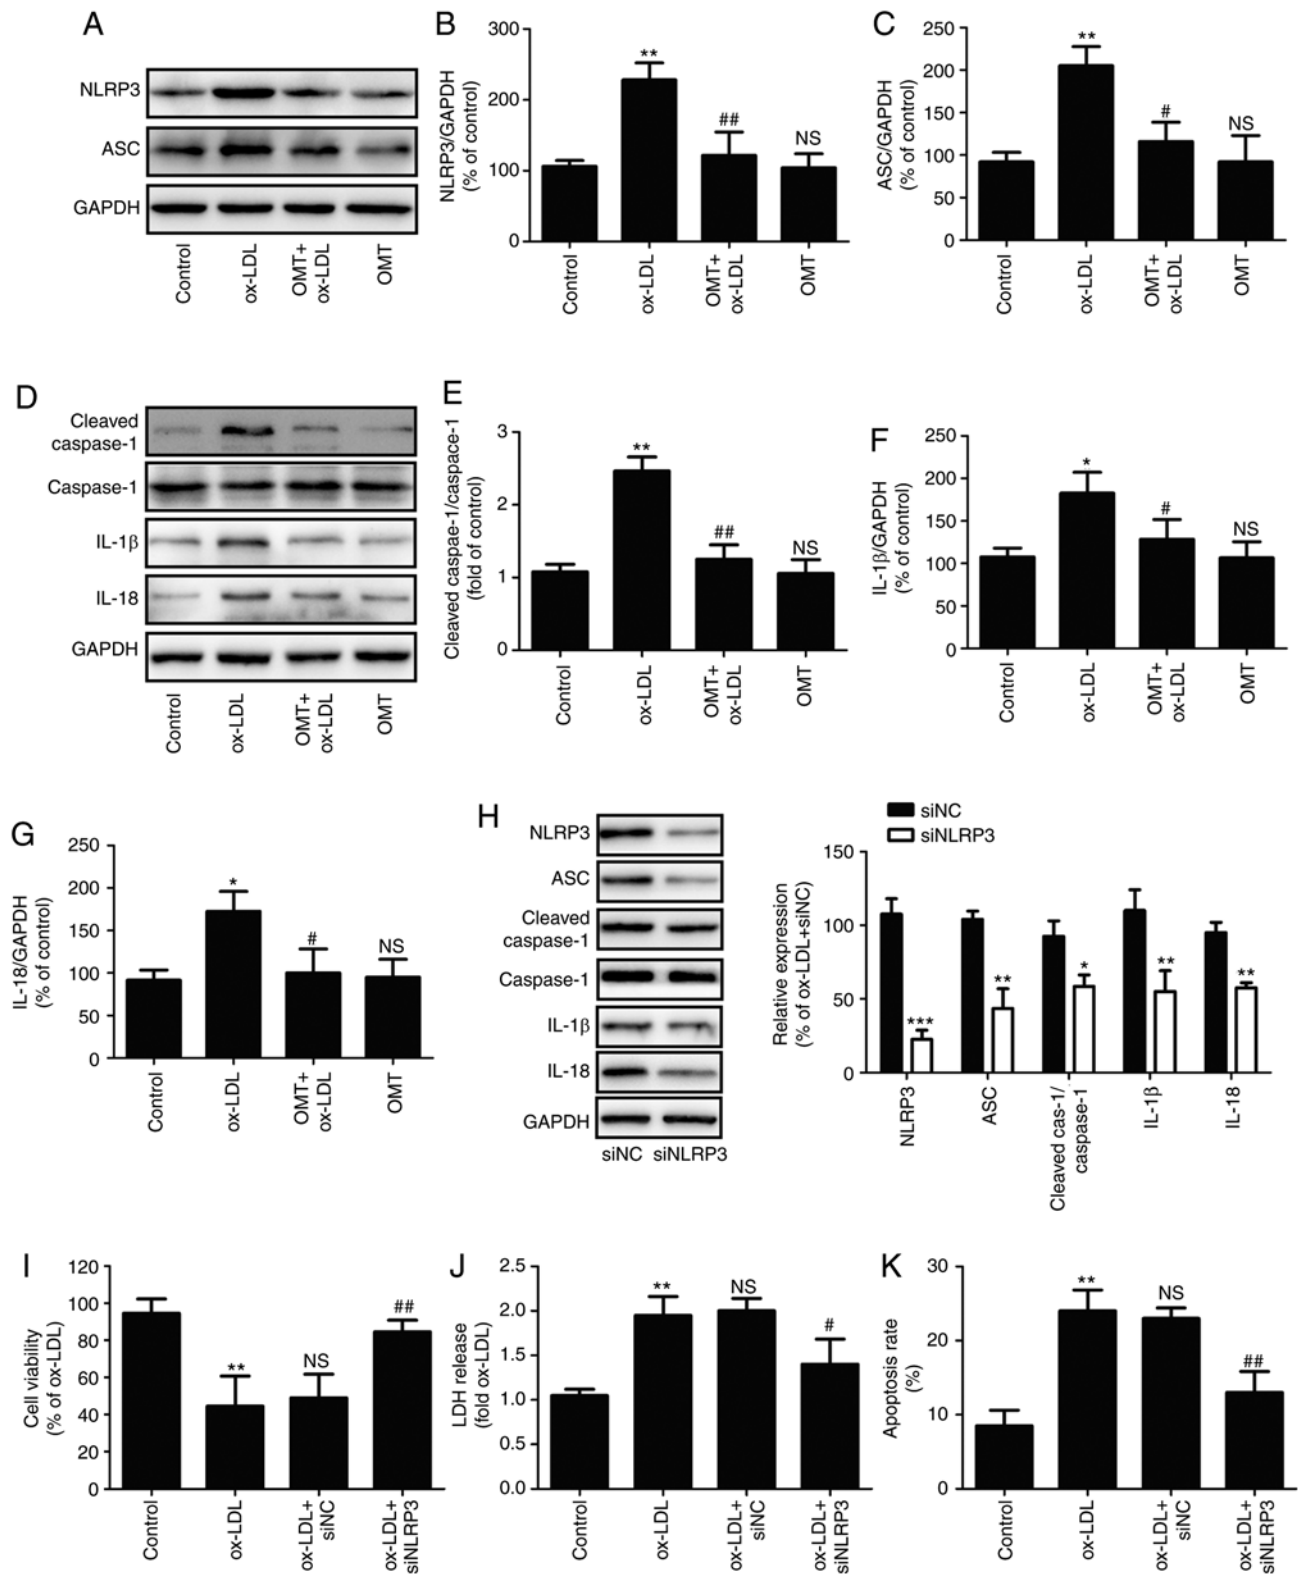 A
NLRP3
ASC
GAPDH
Control
ox-LDL
OMT+
ox-LDL
OMT
B
NLRP3/GAPDH
(% of control)
300
200
100
0
**
##
NS
Control
ox-LDL
OMT+
ox-LDL
OMT
C
ASC/GAPDH
(% of control)
250
200
150
100
50
0
**
#
NS
Control
ox-LDL
OMT+
ox-LDL
OMT
D
Cleaved
caspase-1
Caspase-1
IL-1β
IL-18
GAPDH
Control
ox-LDL
OMT+
ox-LDL
OMT
E
Cleaved caspae-1/caspace-1
(fold of control)
3
2
1
0
**
##
NS
Control
ox-LDL
OMT+
ox-LDL
OMT
F
IL-1β/GAPDH
(% of control)
250
200
150
100
50
0
*
#
NS
Control
ox-LDL
OMT+
ox-LDL
OMT
G
IL-18/GAPDH
(% of control)
250
200
150
100
50
0
*
#
NS
Control
ox-LDL
OMT+
ox-LDL
OMT
H
NLRP3
ASC
Cleaved
caspase-1
Caspase-1
IL-1β
IL-18
GAPDH
siNC siNLRP3
siNC
siNLRP3
Relative expression
(% of ox-LDL+siNC)
150
100
50
0
***
**
*
**
**
NLRP3
ASC
Cleaved cas-1/
caspase-1
IL-1β
IL-18
I
Cell viability
(% of ox-LDL)
120
100
80
60
40
20
0
**
NS
##
Control
ox-LDL
ox-LDL+
siNC
ox-LDL+
siNLRP3
J
LDH release
(fold ox-LDL)
2.5
2.0
1.5
1.0
0.5
0.0
**
NS
#
Control
ox-LDL
ox-LDL+
siNC
ox-LDL+
siNLRP3
K
Apoptosis rate
(%)
30
20
10
0
**
NS
##
Control
ox-LDL
ox-LDL+
siNC
ox-LDL+
siNLRP3